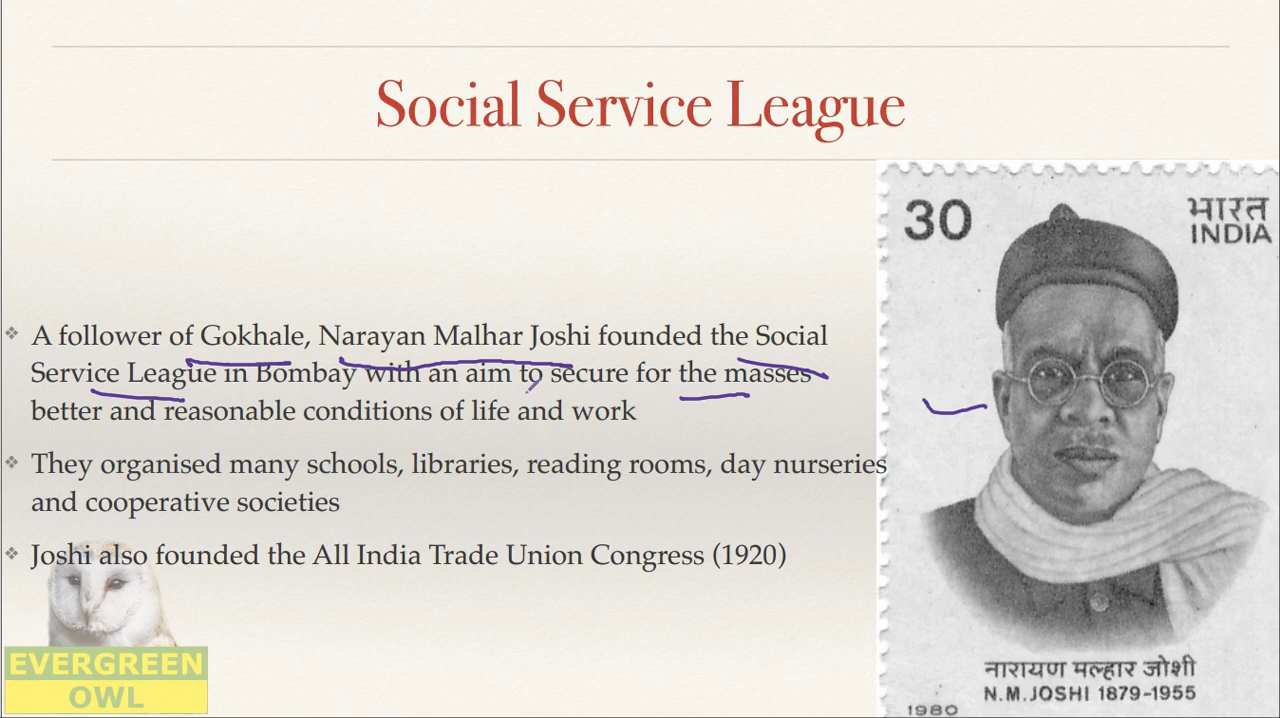 Social Service League
❖ A follower of Gokhale, Narayan Malhar Joshi founded the Social
Service League in Bombay with an aim to secure for the masses
better and reasonable conditions of life and work
❖ They organised many schools, libraries, reading rooms, day nurseries
and cooperative societies
❖ Joshi also founded the All India Trade Union Congress (1920)
30
भारत
INDIA
नारायण मल्हार जोशी
N.M.JOSHI 1879-1955
1980
EVERGREEN
OWL